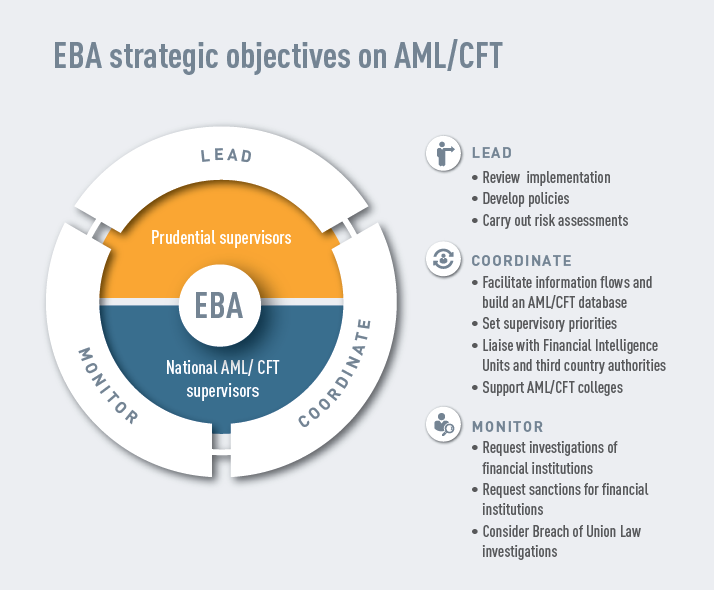 EBA strategic objectives on AML/CFT
LEAD
Prudential supervisors
EBA
National AML/ CFT
supervisors
MONITOR
COORDINATE
LEAD
• Review implementation
• Develop policies
• Carry out risk assessments
COORDINATE
• Facilitate information flows and
build an AML/CFT database
• Set supervisory priorities
• Liaise with Financial Intelligence
Units and third country authorities
• Support AML/CFT colleges
MONITOR
• Request investigations of
financial institutions
• Request sanctions for financial
institutions
• Consider Breach of Union Law
investigations